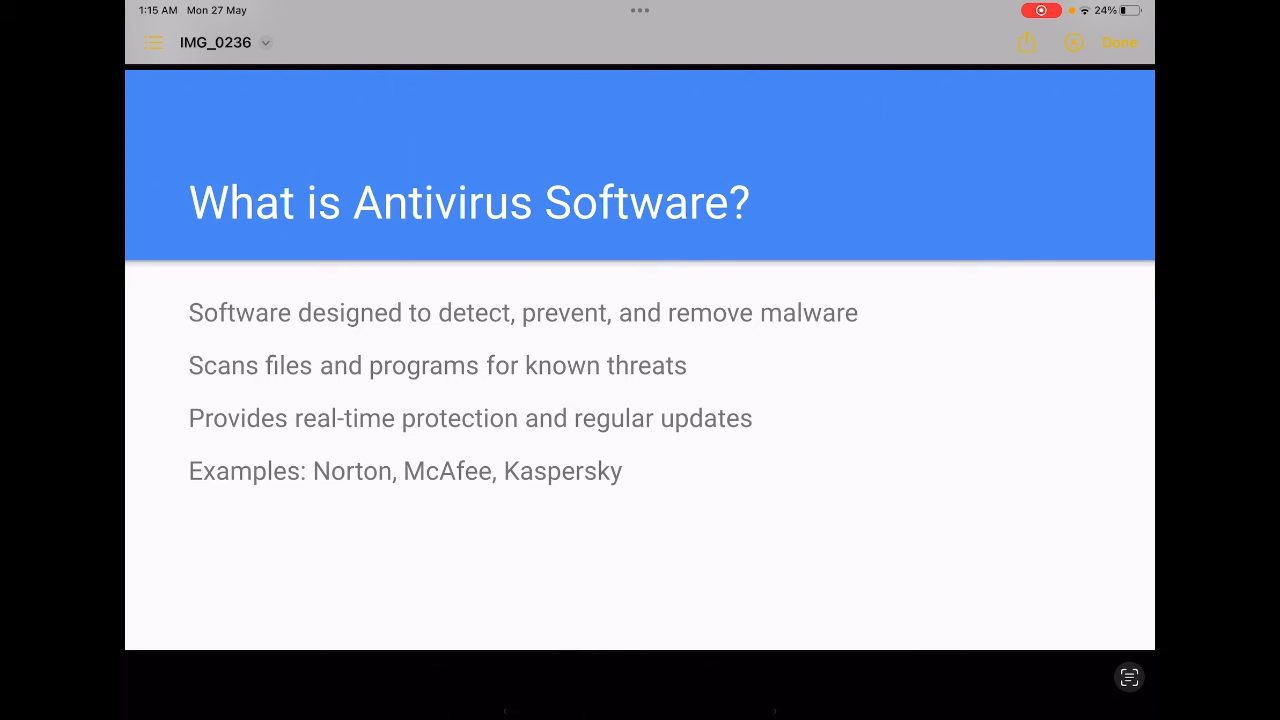 1:15 AM Mon 27 May
24%
IMG_0236
Done
What is Antivirus Software?
Software designed to detect, prevent, and remove malware
Scans files and programs for known threats
Provides real-time protection and regular updates
Examples: Norton, McAfee, Kaspersky